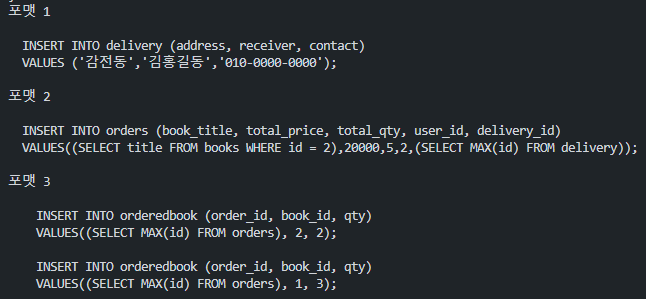 포맷 1
INSERT INTO delivery (address, receiver, contact)
VALUES ('감전동','김홍길동','010-0000-0000');
포맷 2
INSERT INTO orders (book_title, total_price, total_qty, user_id, delivery_id)
VALUES((SELECT title FROM books WHERE id = 2),20000,5,2,(SELECT MAX(id) FROM delivery));
포맷 3
INSERT INTO orderedbook (order_id, book_id, qty)
VALUES((SELECT MAX(id) FROM orders), 2, 2);
INSERT INTO orderedbook (order_id, book_id, qty)
VALUES((SELECT MAX(id) FROM orders), 1, 3);